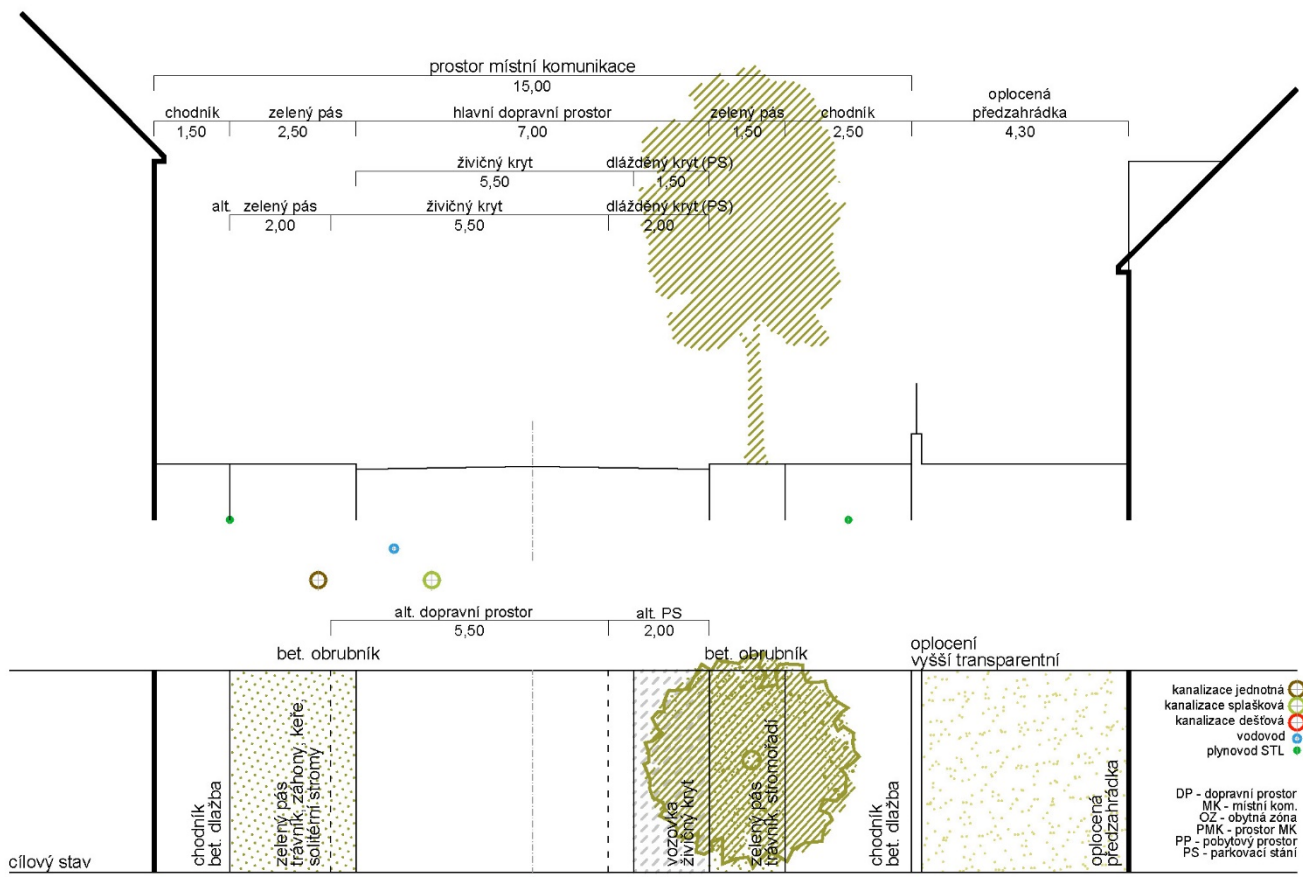 prostor místní komunikace
15,00
chodník
1,50
zelený pás
2,50
hlavní dopravní prostor
7,00
zelený pás
1,50
chodník
2,50
oplocená
předzahrádka
4,30
živičný kryt
5,50
dlážděný kryt (PS)
1,50
alt. zelený pás
2,00
živičný kryt
5,50
dlážděný kryt (PS)
2,00
alt. dopravní prostor
5,50
alt. PS
2,00
bet. obrubník
bet. obrubník
oplocení
vyšší transparentní
chodník
bet. dlažba
zelený pás
trávník, záhony, keře,
soliterní stromy
vozovka
živičný kryt
zelený pás
trávník, stromořadí
chodník
bet. dlažba
oplocená
předzahrádka
cílový stav
kanalizace jednotná
kanalizace splašková
kanalizace dešťová
vodovod
plynovod STL
DP - dopravní prostor
MK - místní kom.
OZ - obytná zóna
PMK - prostor MK
PP - pobytový prostor
PS - parkovací stání